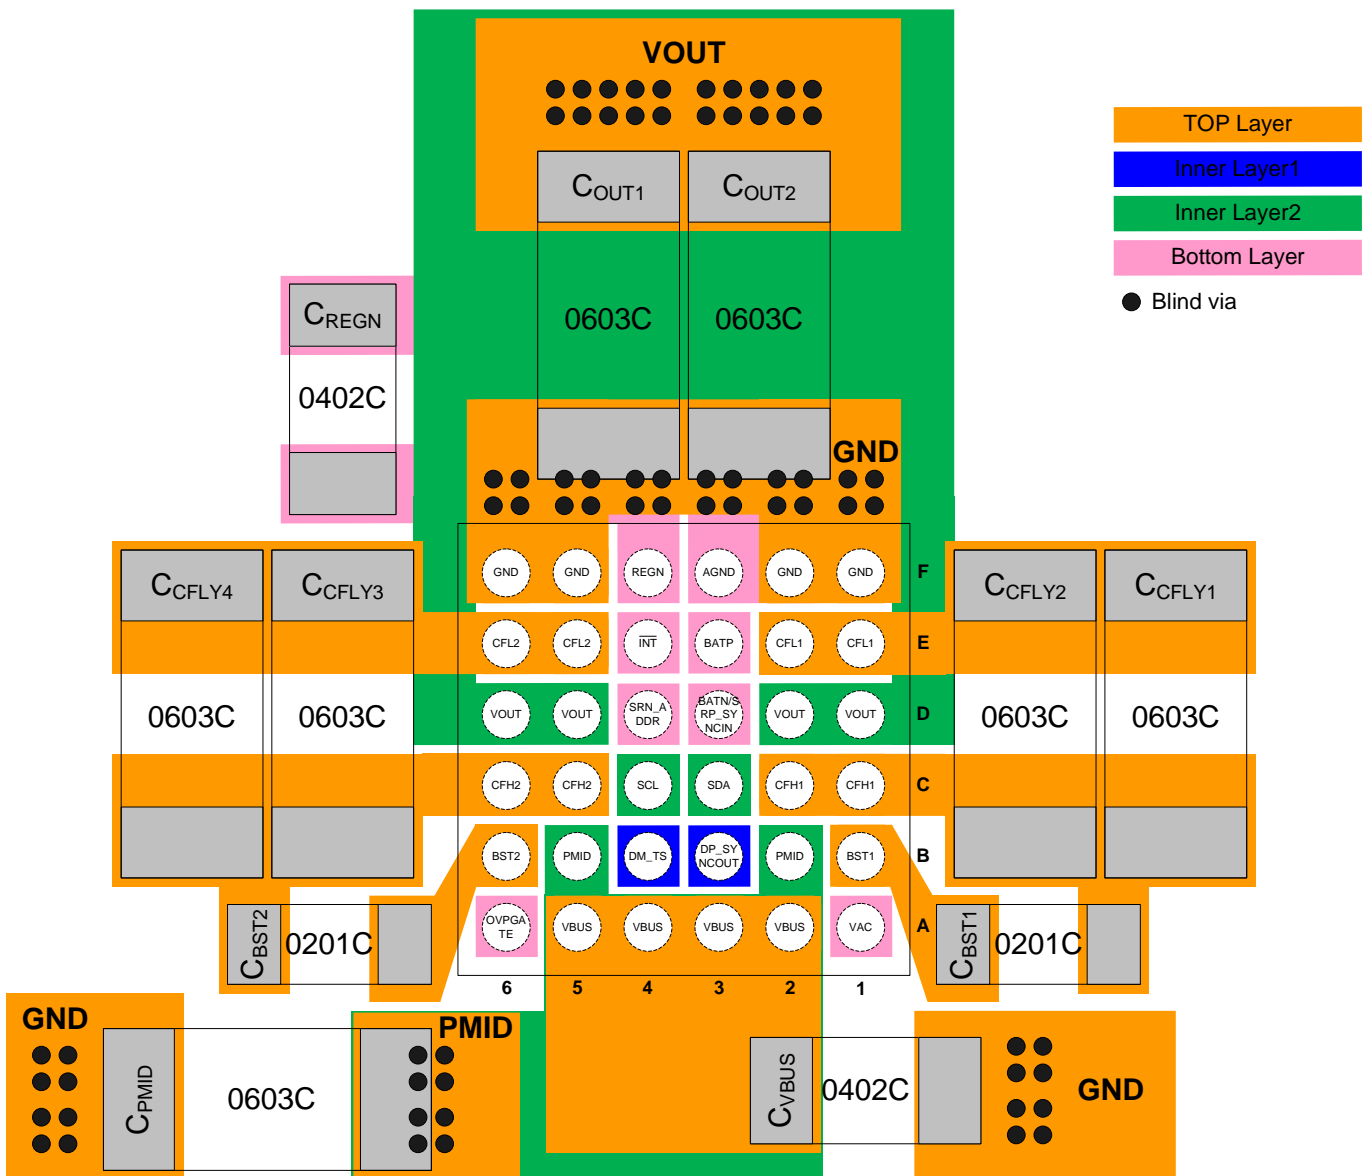 VOUT
TOP Layer
Inner Layer1
Inner Layer2
Bottom Layer
Blind via
COUT1
COUT2
0603C
0603C
CREGN
0402C
GND
GND
GND
REGN
AGND
GND
GND
F
CCFLY4
CCFLY3
CCFLY2
CCFLY1
CFL2
CFL2
INT
BATP
CFL1
CFL1
E
0603C
0603C
VOUT
VOUT
SRN_A
DDR
BATN/S
RP_SY
NCIN
VOUT
VOUT
D
0603C
0603C
CFH2
CFH2
SCL
SDA
CFH1
CFH1
C
BST2
PMID
DM_TS
DP_SY
NCOUT
PMID
BST1
B
CBST2
0201C
OVPGA
TE
VBUS
VBUS
VBUS
VBUS
VAC
A
CBST1
0201C
6
5
4
3
2
1
GND
PMID
CPMID
0603C
CVBUS
0402C
GND